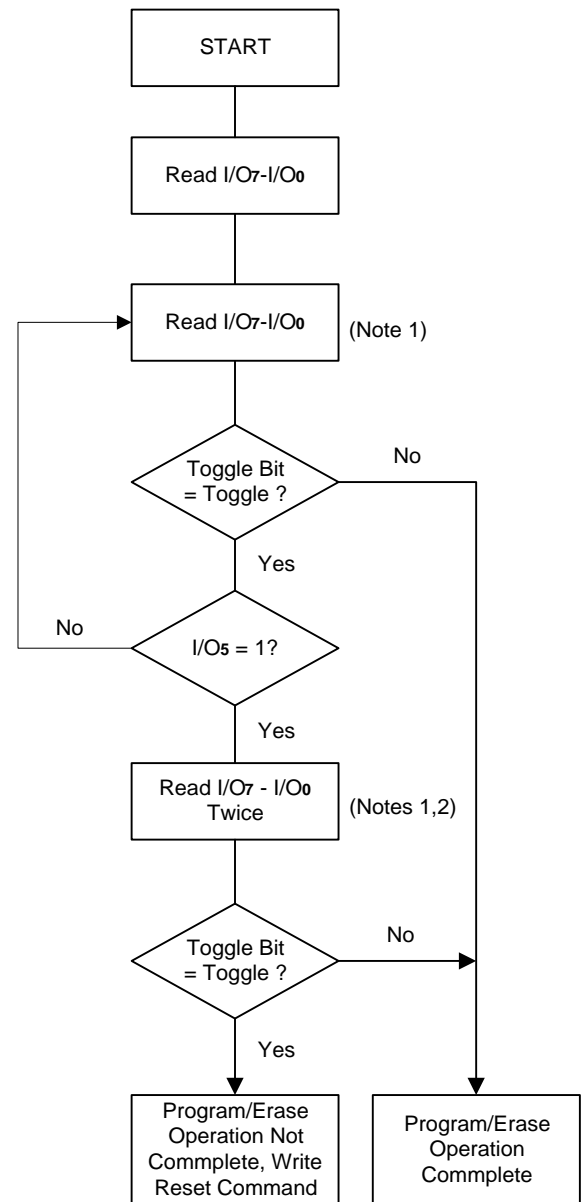 START
Read I/O7-I/O0
Read I/O7-I/O0
(Note 1)
Toggle Bit
= Toggle ?
No
Yes
I/O5 = 1?
No
Yes
Read I/O7 - I/O0
Twice
(Notes 1,2)
Toggle Bit
= Toggle ?
No
Yes
Program/Erase
Operation Not
Commplete, Write
Reset Command
Program/Erase
Operation
Commplete